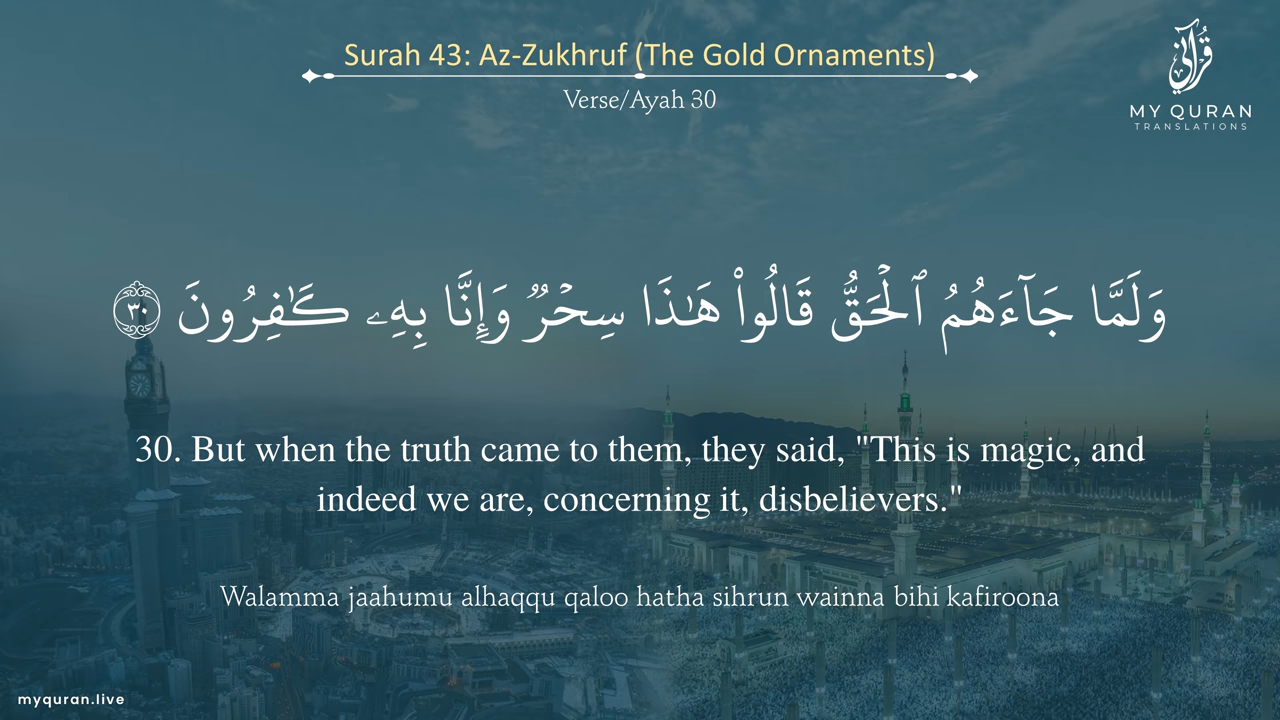 Surah 43: Az-Zukhruf (The Gold Ornaments)
Verse/Ayah 30
قرآني
MY QURAN
TRANSLATIONS
وَلَمَّا جَآءَهُمُ ٱلْحَقُّ قَالُوا۟ هَـٰذَا سِحْرٌۭ وَإِنَّا بِهِۦ كَـٰفِرُونَ ٣٠
30. But when the truth came to them, they said, "This is magic, and
indeed we are, concerning it, disbelievers."
Walamma jaahumu alhaqqu qaloo hatha sihrun wainna bihi kafiroona
myquran.live